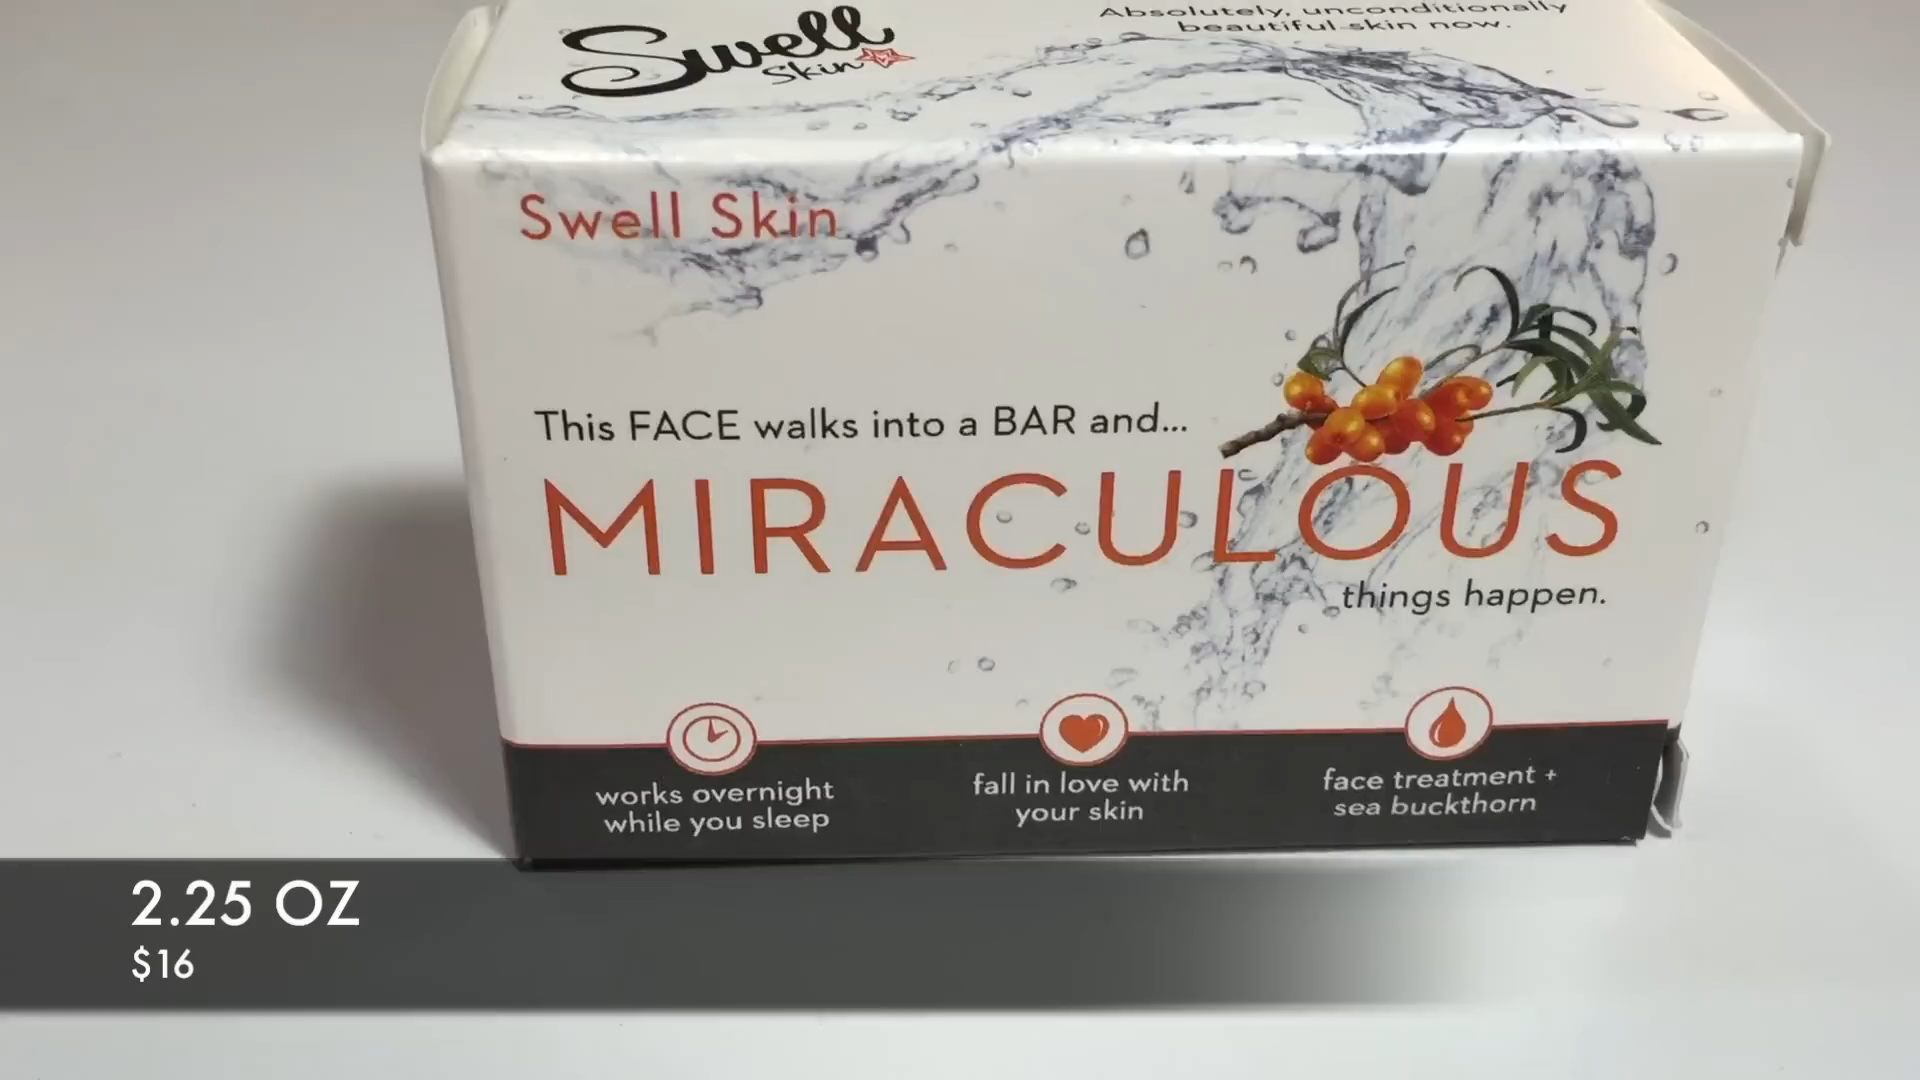 Swell
Skin
Absolutely, unconditionally
beautiful skin now.
Swell Skin
This FACE walks into a BAR and...
MIRACULOUS
things happen.
works overnight
while you sleep
fall in love with
your skin
face treatment +
sea buckthorn
2.25 OZ
$16